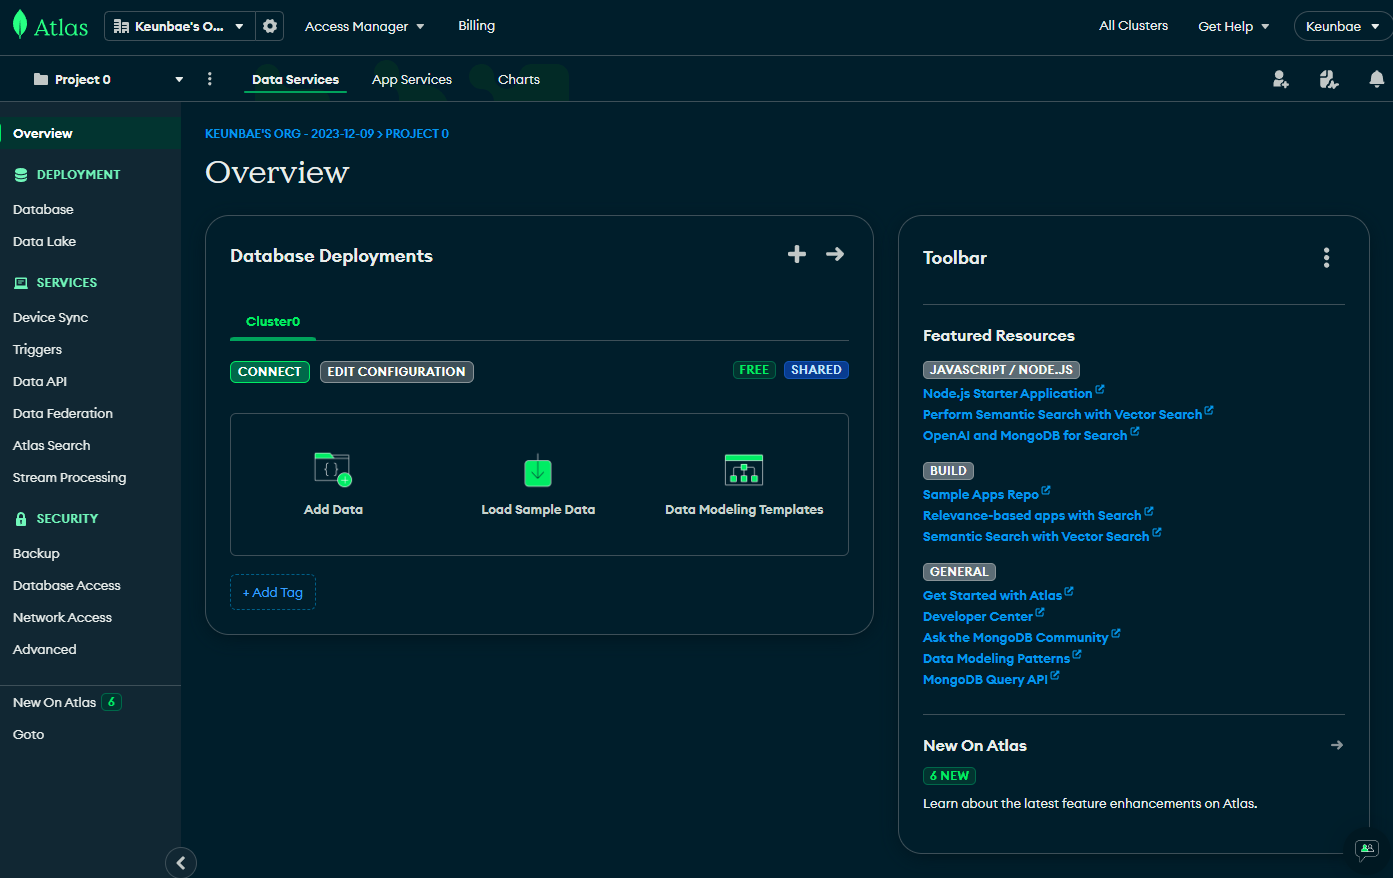 Atlas
Keunbae's O...
Access Manager
Billing
All Clusters
Get Help
Keunbae
Project 0
Data Services
App Services
Charts
Overview
DEPLOYMENT
Database
Data Lake
SERVICES
Device Sync
Triggers
Data API
Data Federation
Atlas Search
Stream Processing
SECURITY
Backup
Database Access
Network Access
Advanced
New On Atlas 6
Goto
KEUNBAE'S ORG - 2023-12-09 > PROJECT 0
Overview
Database Deployments
Cluster0
CONNECT
EDIT CONFIGURATION
FREE
SHARED
{ }
Add Data
Load Sample Data
Data Modeling Templates
+ Add Tag
Toolbar
Featured Resources
JAVASCRIPT / NODE.JS
Node.js Starter Application
Perform Semantic Search with Vector Search
OpenAI and MongoDB for Search
BUILD
Sample Apps Repo
Relevance-based apps with Search
Semantic Search with Vector Search
GENERAL
Get Started with Atlas
Developer Center
Ask the MongoDB Community
Data Modeling Patterns
MongoDB Query API
New On Atlas
6 NEW
Learn about the latest feature enhancements on Atlas.